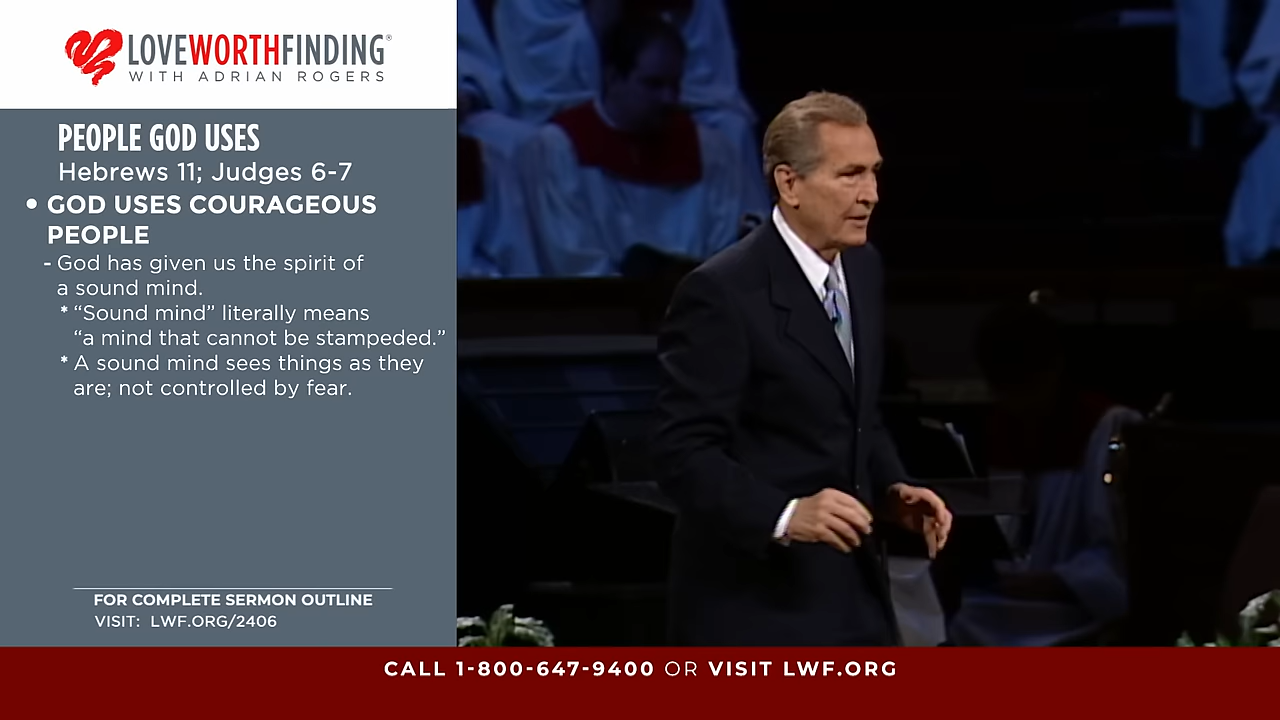 LOVEWORTHFINDING®
WITH ADRIAN ROGERS
PEOPLE GOD USES
Hebrews 11; Judges 6-7
• GOD USES COURAGEOUS
PEOPLE
- God has given us the spirit of
a sound mind.
* “Sound mind” literally means
“a mind that cannot be stampeded.”
* A sound mind sees things as they
are; not controlled by fear.
FOR COMPLETE SERMON OUTLINE
VISIT: LWF.ORG/2406
CALL 1-800-647-9400 OR VISIT LWF.ORG